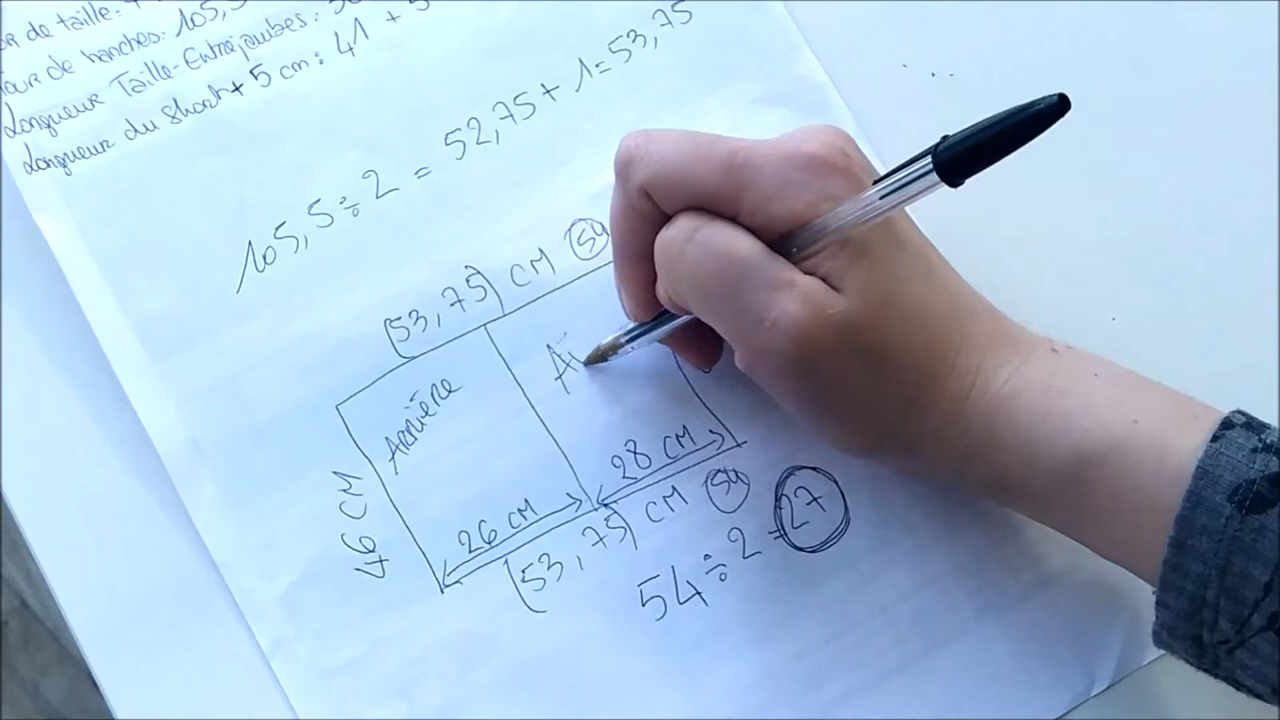 de taille:
Tour de hanches: 105,5
Longueur Taille-Entrejambes:
Longueur du short + 5 cm : 41 + 5
105,5 ÷ 2 = 52,75 + 1 = 53,75
(53,75) CM 54
Arrière
46 CM
26 CM
28 CM
(53,75) CM 54
54 ÷ 2 = 27